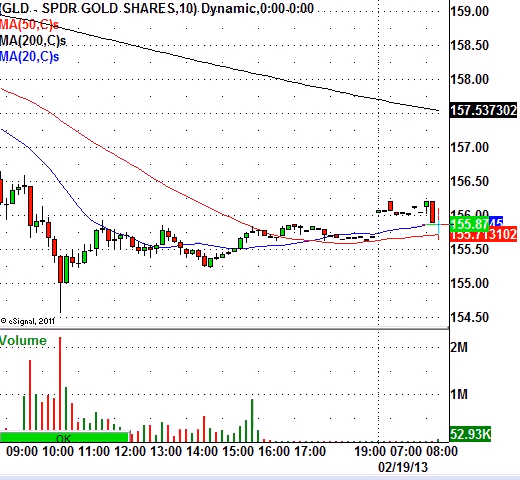 (GLD - SPDR GOLD SHARES,10) Dynamic,0:00-0:00
MA(50,C)s
MA(200,C)s
MA(20,C)s
159.00
158.50
158.00
157.537302
157.00
156.50
156.00
155.87
45
155.713102
155.50
155.00
154.50
© eSignal, 2011
Volume
2M
1M
52.93K
OK
09:00 10:00 11:00 12:00 13:00 14:00 15:00 16:00 17:00 19:00 07:00 08:00
02/19/13